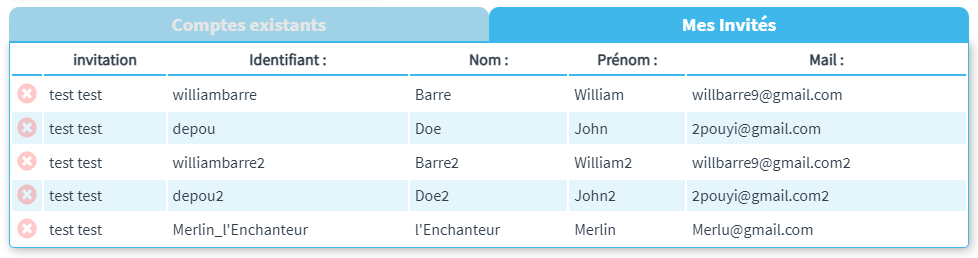 Comptes existants Mes Invités
invitation Identifiant : Nom : Prénom : Mail :
test test williambarre Barre William willbarre9@gmail.com
test test depou Doe John 2pouyi@gmail.com
test test williambarre2 Barre2 William2 willbarre9@gmail.com2
test test depou2 Doe2 John2 2pouyi@gmail.com2
test test Merlin_l'Enchanteur l'Enchanteur Merlin Merlu@gmail.com